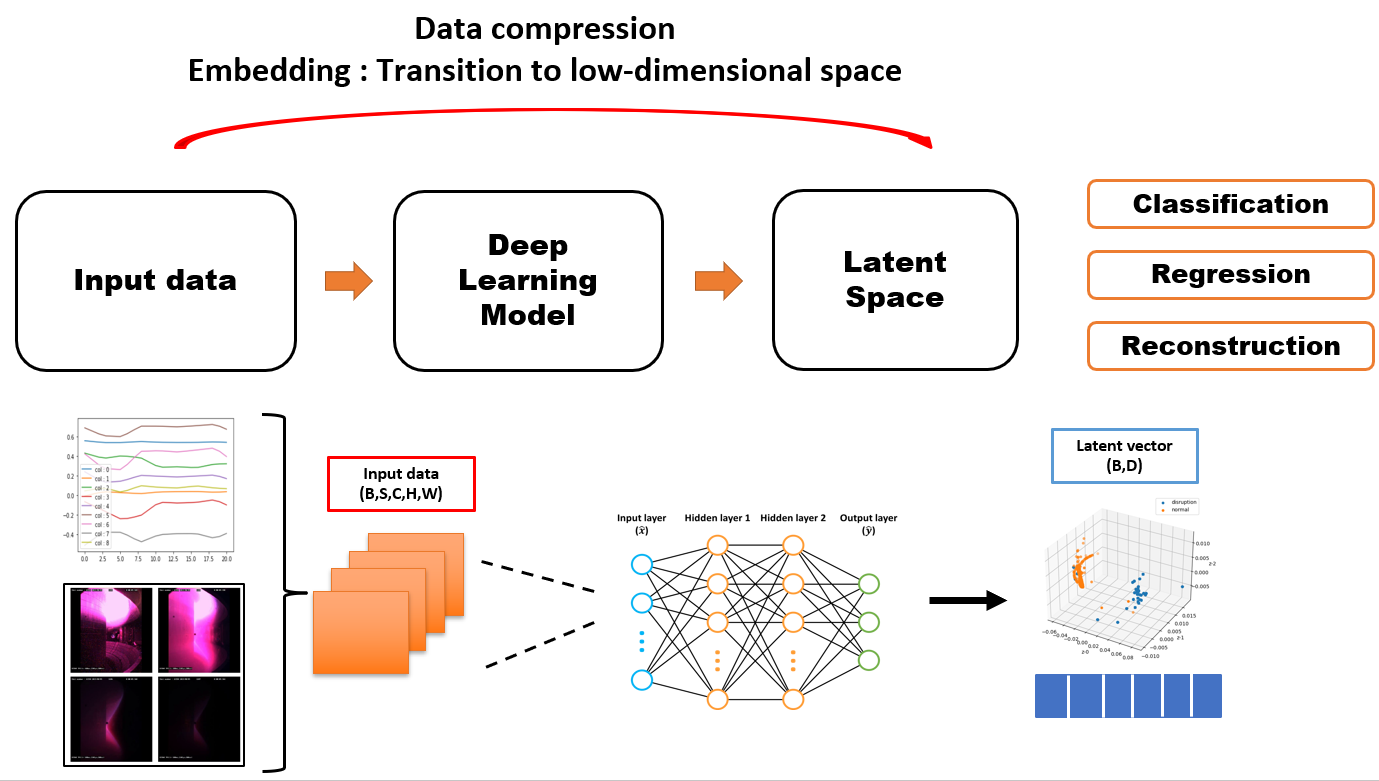 Data compression
Embedding : Transition to low-dimensional space
Input data
Deep
Learning
Model
Latent
Space
Classification
Regression
Reconstruction
0.6
0.4
0.2
0.0
−0.2
−0.4
col : 0
col : 1
col : 2
col : 3
col : 4
col : 5
col : 6
col : 7
col : 8
0.0 2.5 5.0 7.5 10.0 12.5 15.0 17.5 20.0
Input data
(B,S,C,H,W)
Input layer
(x̄)
Hidden layer 1
Hidden layer 2
Output layer
(ȳ)
Latent vector
(B,D)
disruption
normal
0.010
0.005
0.000
−0.005
z-2
0.015
0.010
0.005
0.000
−0.005
−0.010
z-1
−0.06 −0.04 −0.02 0.00 0.02 0.04 0.06 0.08
z-0